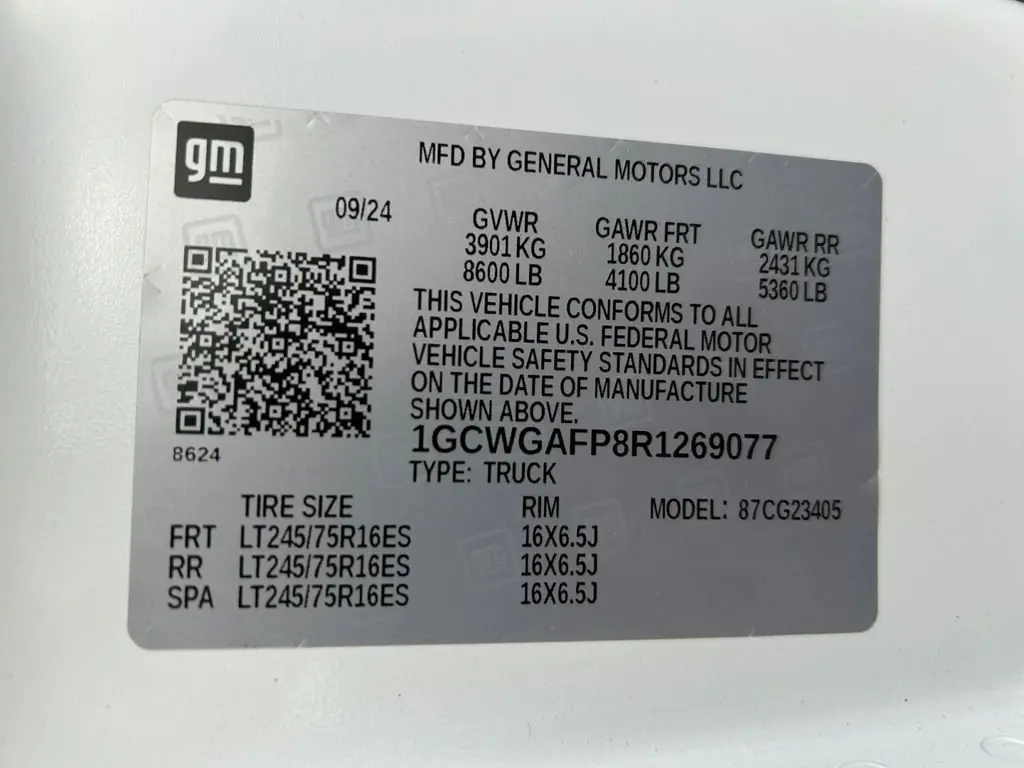 gm
MFD BY GENERAL MOTORS LLC
09/24
GVWR GAWR FRT GAWR RR
3901 KG 1860 KG 2431 KG
8600 LB 4100 LB 5360 LB
THIS VEHICLE CONFORMS TO ALL
APPLICABLE U.S. FEDERAL MOTOR
VEHICLE SAFETY STANDARDS IN EFFECT
ON THE DATE OF MANUFACTURE
SHOWN ABOVE.
8624
1GCWGAFP8R1269077
TYPE: TRUCK
TIRE SIZE RIM MODEL: 87CG23405
FRT LT245/75R16ES 16X6.5J
RR LT245/75R16ES 16X6.5J
SPA LT245/75R16ES 16X6.5J